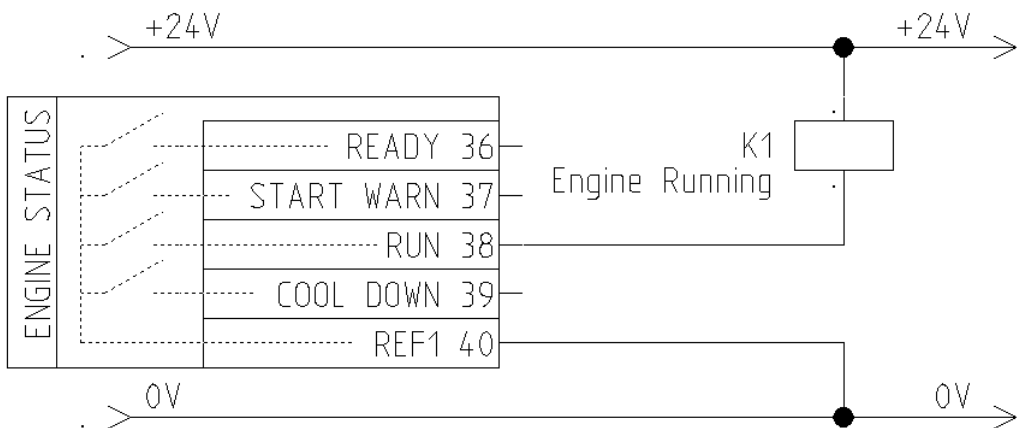 +24V
+24V
ENGINE STATUS
READY 36
START WARN 37
RUN 38
COOL DOWN 39
REF1 40
K1
Engine Running
0V
0V